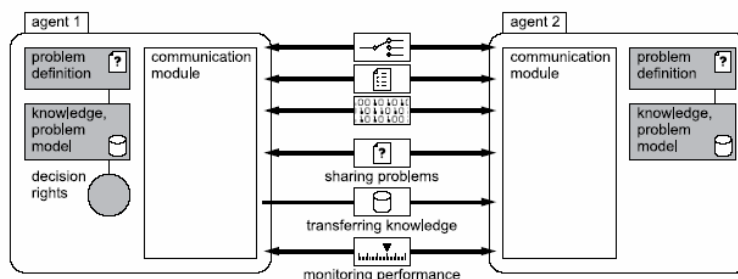 agent 1
agent 2
problem
definition
?
communication
module
knowledge,
problem
model
decision
rights
?
sharing problems
transferring knowledge
monitoring performance
communication
module
problem
definition
?
knowledge,
problem
model